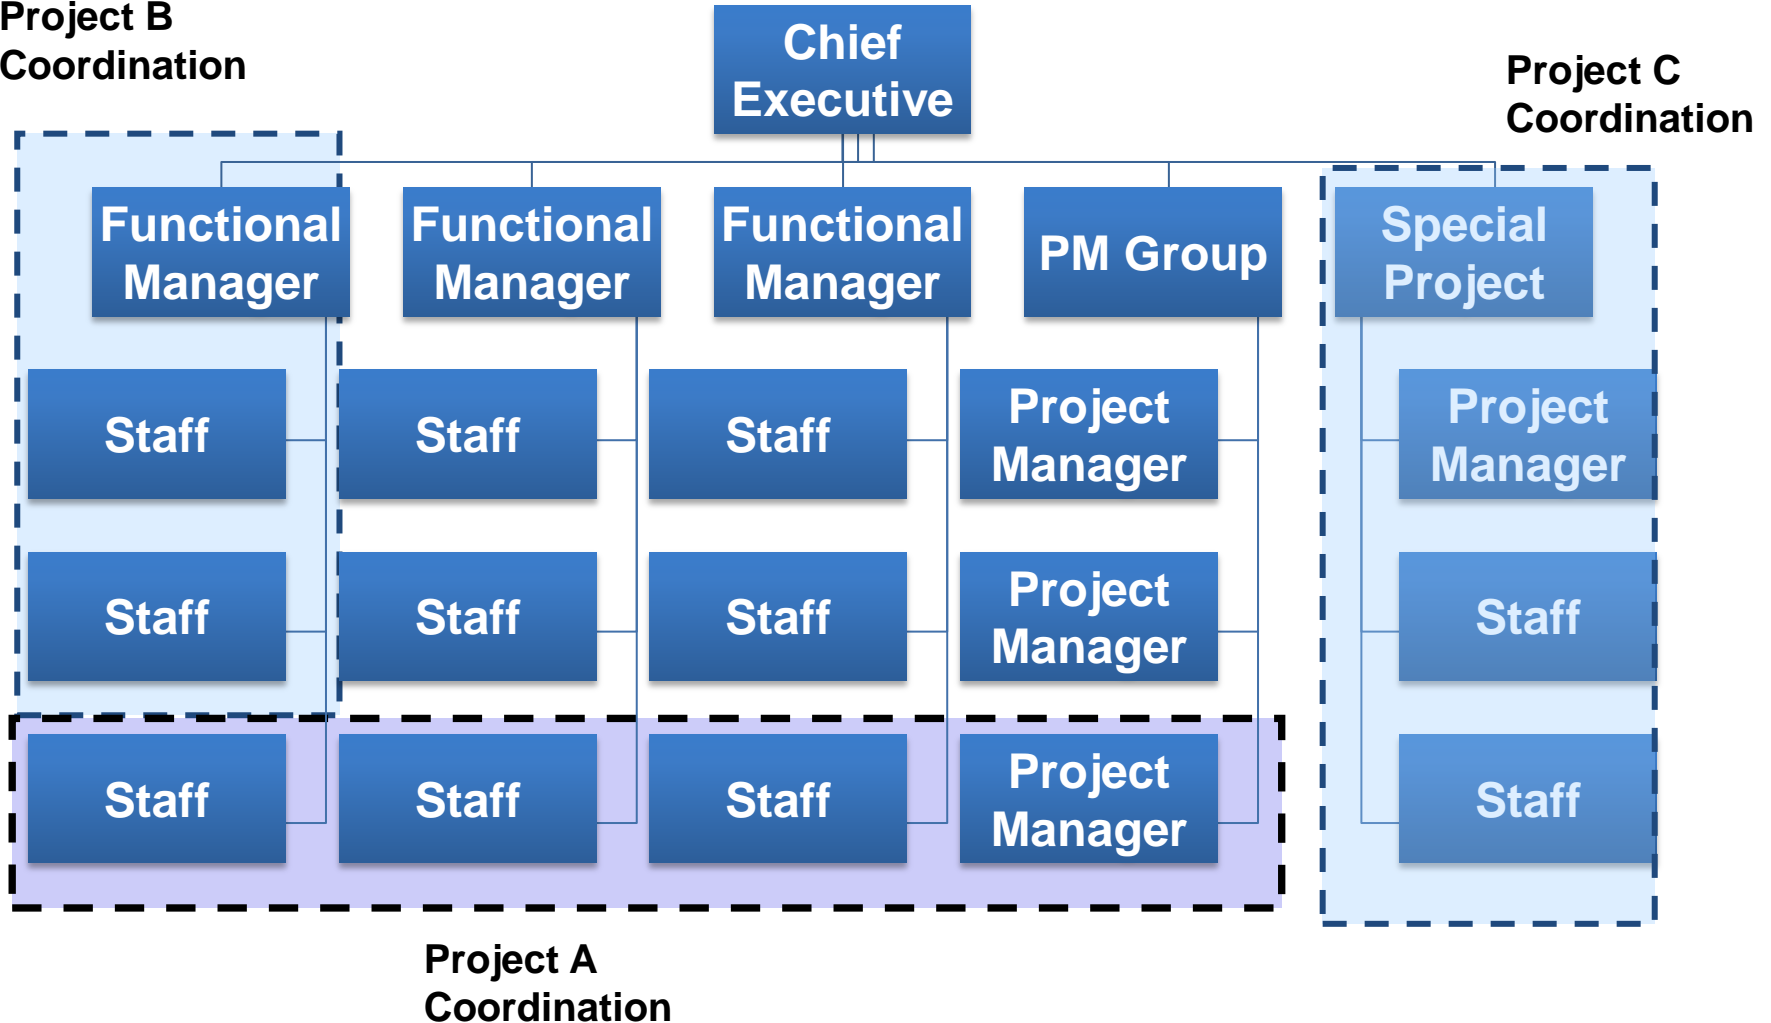 Project B
Coordination
Chief
Executive
Project C
Coordination
Functional
Manager
Functional
Manager
Functional
Manager
PM Group
Special
Project
Staff
Staff
Staff
Project
Manager
Project
Manager
Staff
Staff
Staff
Project
Manager
Staff
Staff
Staff
Staff
Project
Manager
Staff
Project A
Coordination